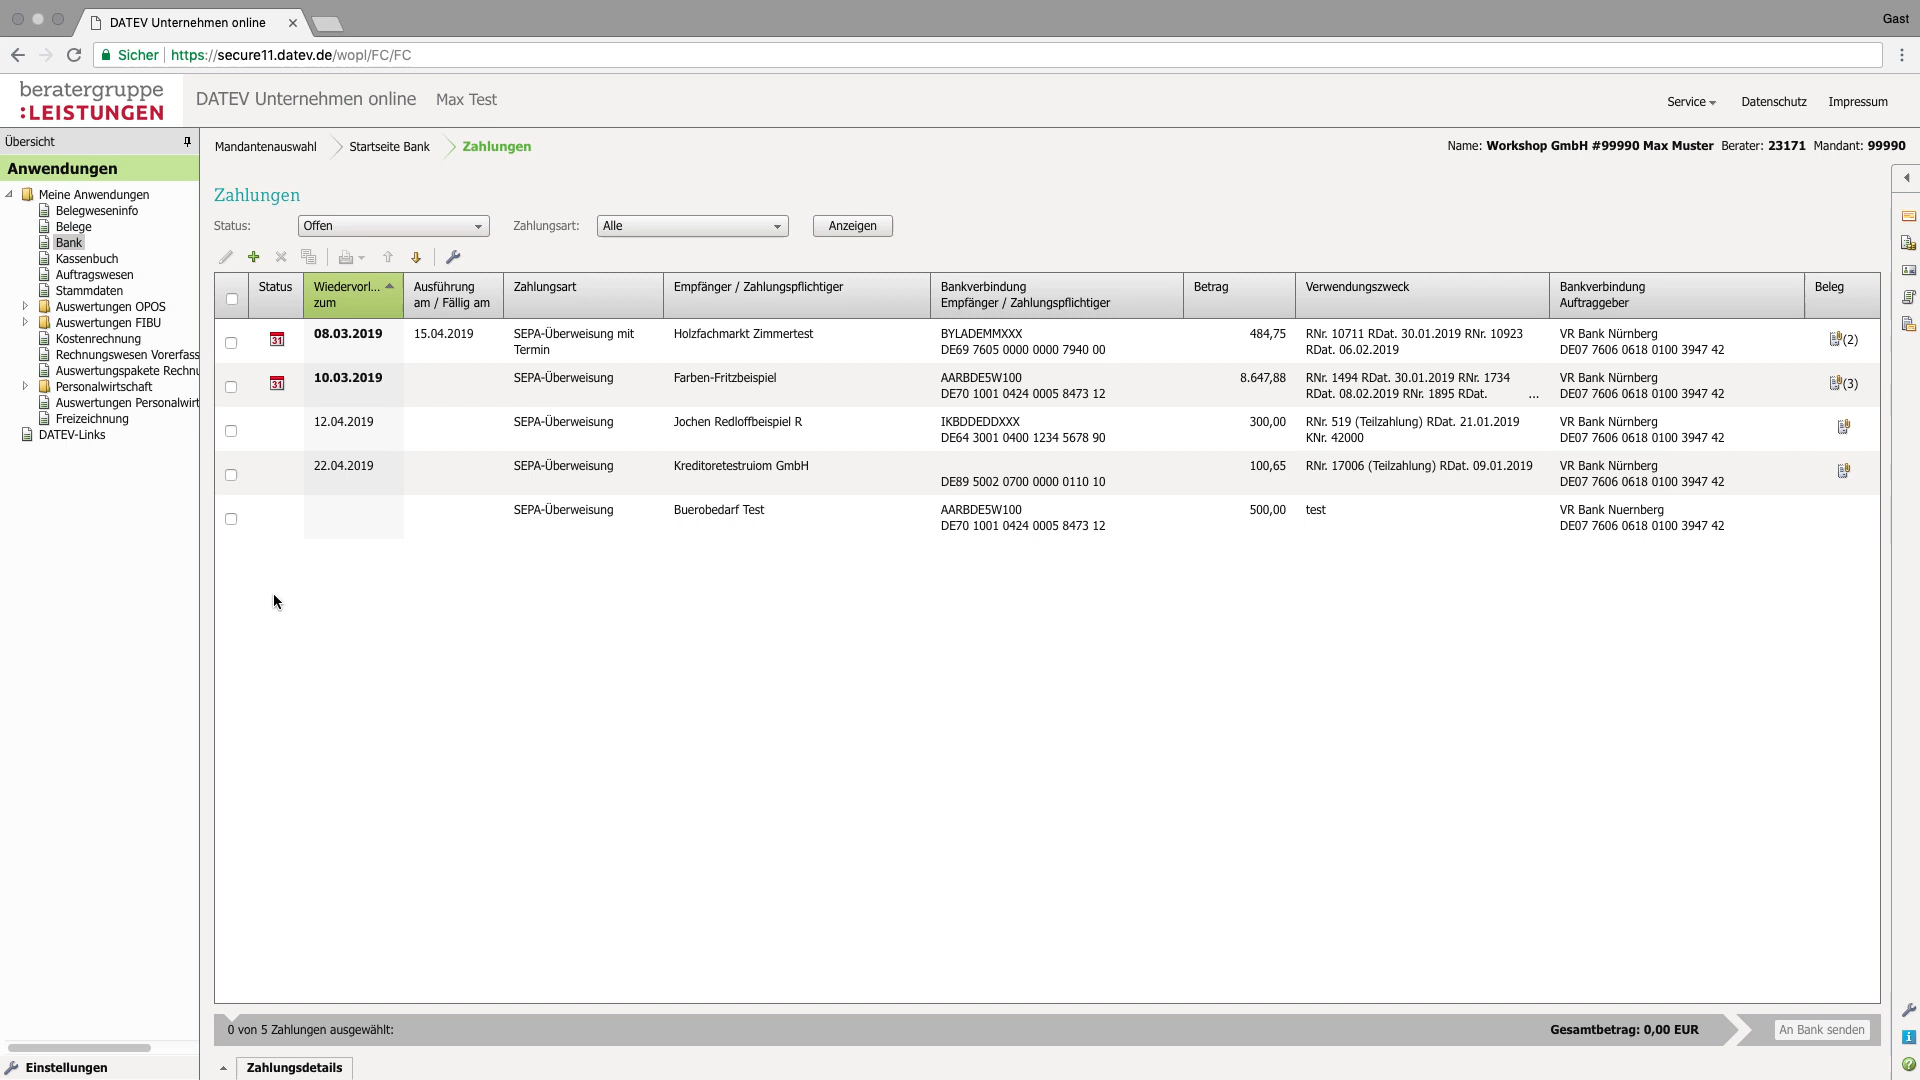 DATEV Unternehmen online
Gast
Sicher https://secure11.datev.de/wopl/FC/FC
beratergruppe
:LEISTUNGEN
DATEV Unternehmen online Max Test
Service Datenschutz Impressum
Übersicht
Anwendungen
Meine Anwendungen
Belegweseninfo
Belege
Bank
Kassenbuch
Auftragswesen
Stammdaten
Auswertungen OPOS
Auswertungen FIBU
Kostenrechnung
Rechnungswesen Vorerfass
Auswertungspakete Rechnu
Personalwirtschaft
Auswertungen Personalwirt
Freizeichnung
DATEV-Links
Einstellungen
Mandantenauswahl Startseite Bank Zahlungen
Name: Workshop GmbH #99990 Max Muster Berater: 23171 Mandant: 99990
Zahlungen
Status: Offen Zahlungsart: Alle Anzeigen
Status Wiedervorl... Ausführung Zahlungsart Empfänger / Zahlungspflichtiger Bankverbindung Betrag Verwendungszweck Bankverbindung Beleg
zum am / Fällig am Empfänger / Zahlungspflichtiger Auftraggeber
31 08.03.2019 15.04.2019 SEPA-Überweisung mit Holzfachmarkt Zimmertest BYLADEMMXXX 484,75 RNr. 10711 RDat. 30.01.2019 RNr. 10923 VR Bank Nürnberg (2)
Termin DE69 7605 0000 0000 7940 00 RDat. 06.02.2019 DE07 7606 0618 0100 3947 42
31 10.03.2019 SEPA-Überweisung Farben-Fritzbeispiel AARBDE5W100 8.647,88 RNr. 1494 RDat. 30.01.2019 RNr. 1734 VR Bank Nürnberg (3)
DE70 1001 0424 0005 8473 12 RDat. 08.02.2019 RNr. 1895 RDat. ... DE07 7606 0618 0100 3947 42
12.04.2019 SEPA-Überweisung Jochen Redloffbeispiel R IKBDDEDDXXX 300,00 RNr. 519 (Teilzahlung) RDat. 21.01.2019 VR Bank Nürnberg
DE64 3001 0400 1234 5678 90 KNr. 42000 DE07 7606 0618 0100 3947 42
22.04.2019 SEPA-Überweisung Kreditoretestruiom GmbH 100,65 RNr. 17006 (Teilzahlung) RDat. 09.01.2019 VR Bank Nürnberg
DE89 5002 0700 0000 0110 10 DE07 7606 0618 0100 3947 42
SEPA-Überweisung Buerobedarf Test AARBDE5W100 500,00 test VR Bank Nuernberg
DE70 1001 0424 0005 8473 12 DE07 7606 0618 0100 3947 42
0 von 5 Zahlungen ausgewählt: Gesamtbetrag: 0,00 EUR An Bank senden
Zahlungsdetails